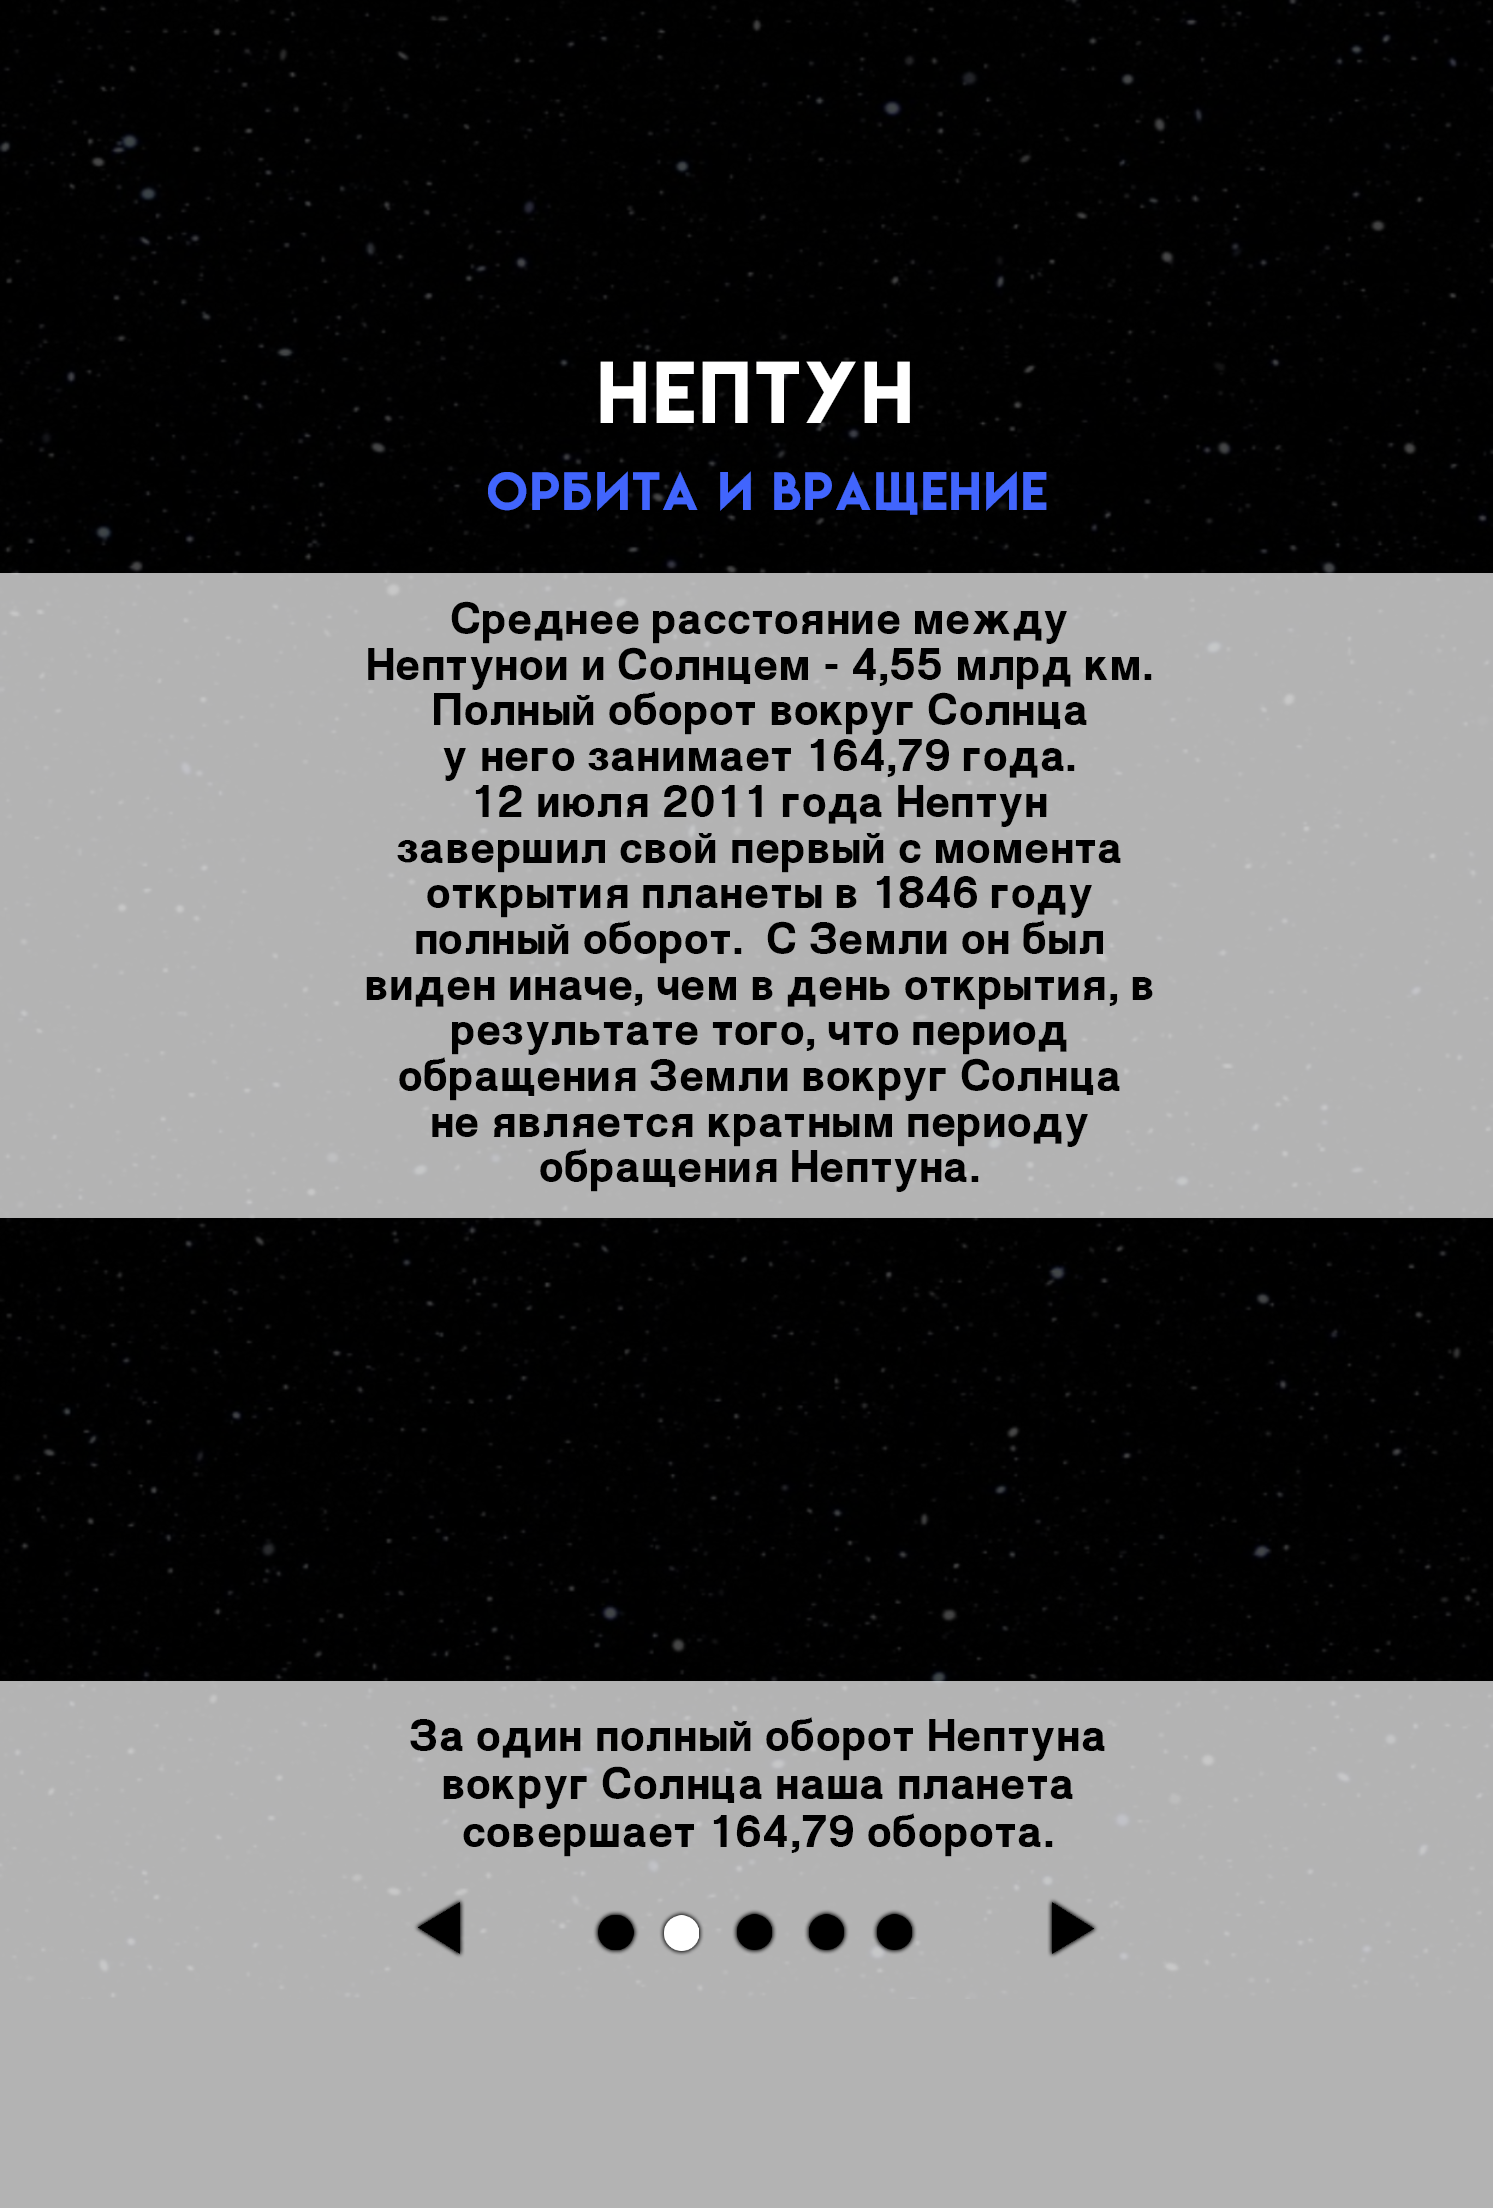 НЕПТУН
ОРБИТА И ВРАЩЕНИЕ
Среднее расстояние между
Нептунои и Солнцем - 4,55 млрд км.
Полный оборот вокруг Солнца
у него занимает 164,79 года.
12 июля 2011 года Нептун
завершил свой первый с момента
открытия планеты в 1846 году
полный оборот.  С Земли он был
виден иначе, чем в день открытия, в
результате того, что период
обращения Земли вокруг Солнца
не является кратным периоду
обращения Нептуна.
За один полный оборот Нептуна
вокруг Солнца наша планета
совершает 164,79 оборота.